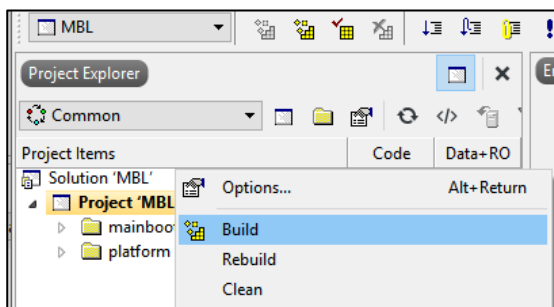 MBL
Project Explorer
Common
Project Items Code Data+RO
Solution 'MBL'
Project 'MBL
mainboo
platform
Options... Alt+Return
Build
Rebuild
Clean